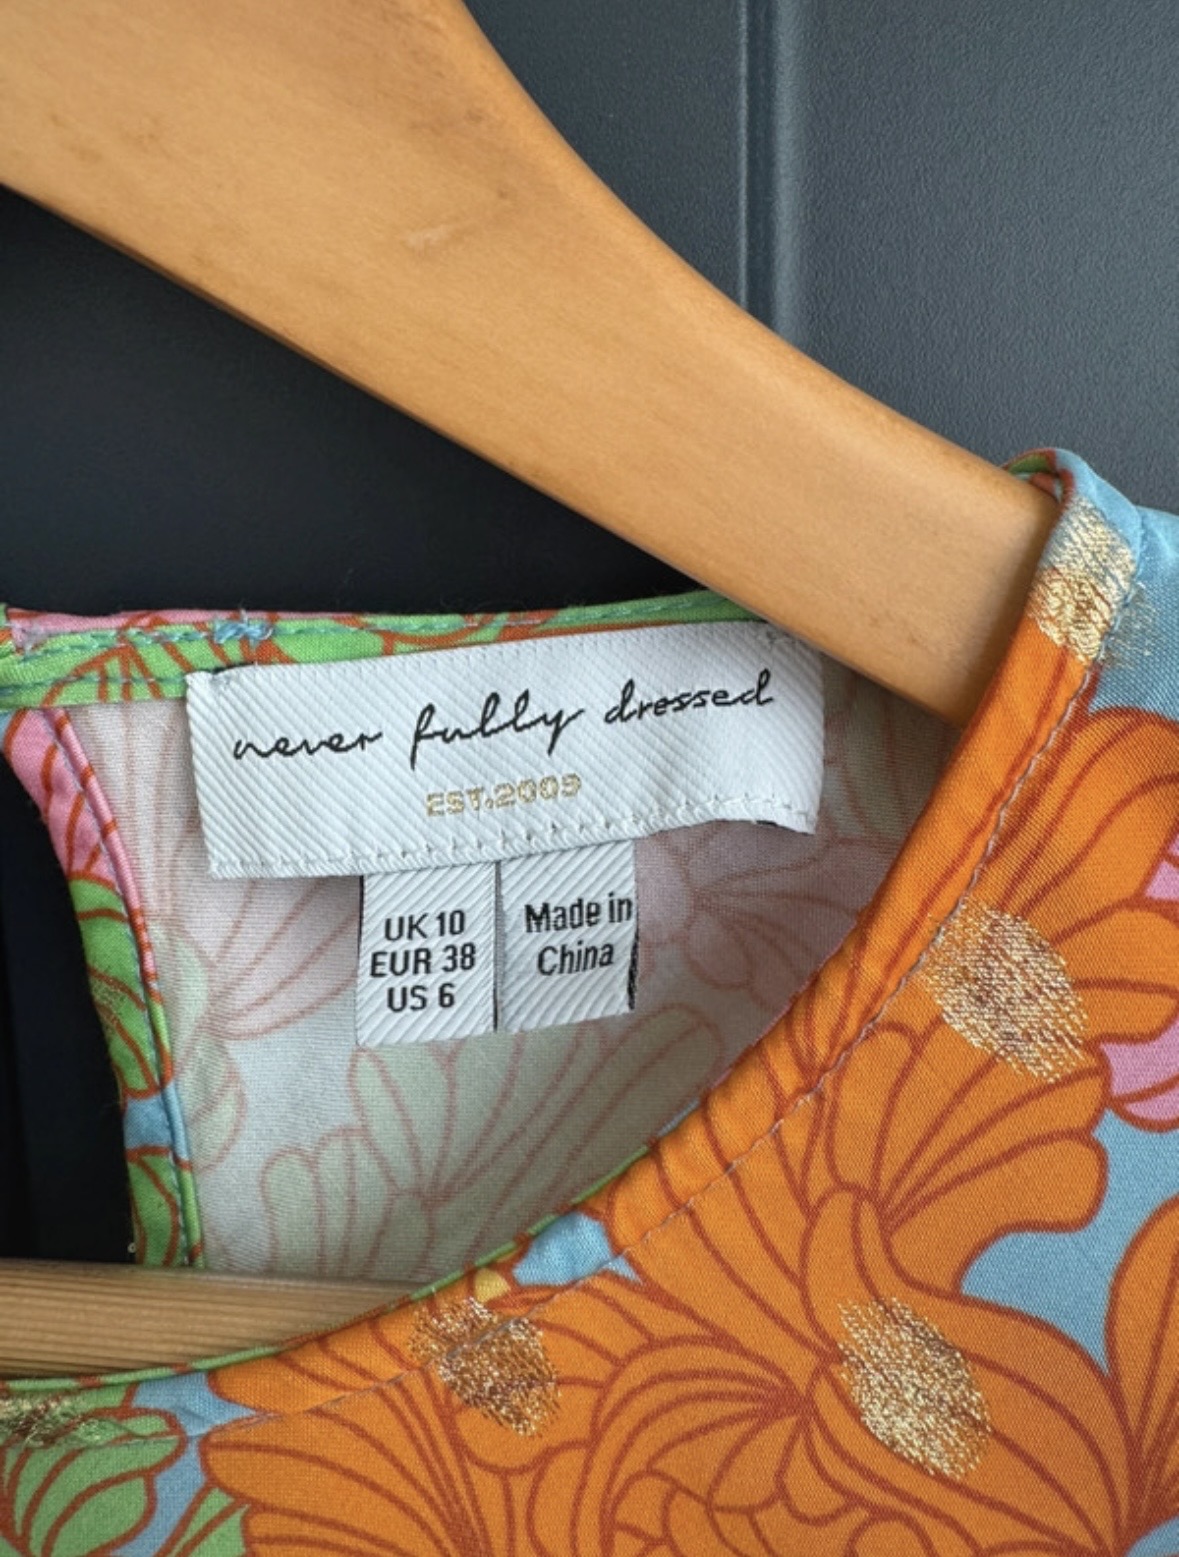 never fully dressed
EST.2009
UK 10
EUR 38
US 6
Made in
China